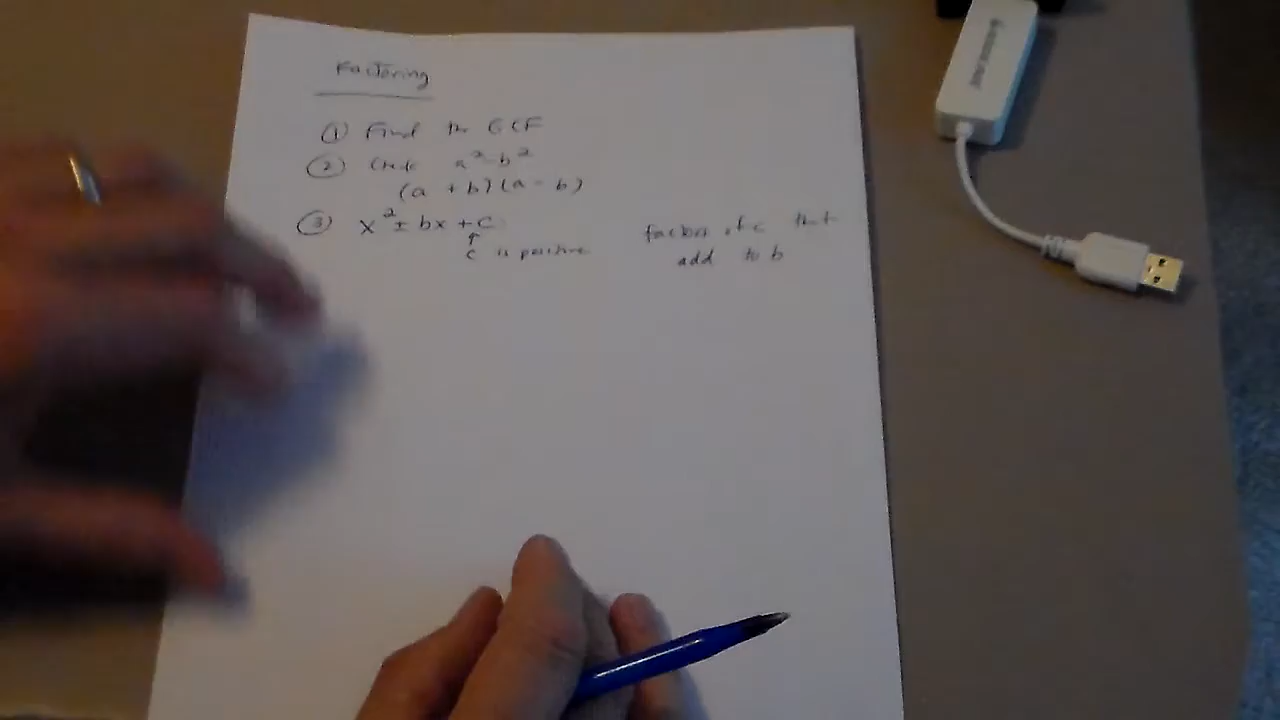 Factoring
① Find the GCF
② Check a²-b²
(a + b)(a - b)
③ x² ± bx + c
↑
c is positive
factors of c that
add to b